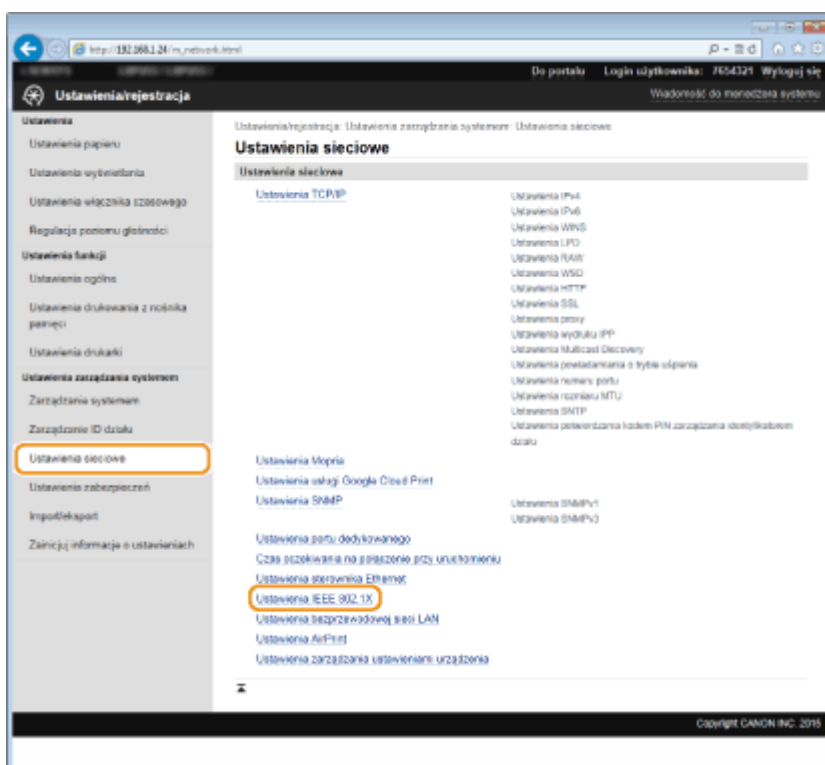 http://192.168.1.24/m_network.html
Do portalu Login użytkownika: 7654321 Wyloguj się
Ustawienia/rejestracja
Wiadomość do menedżera systemu
Ustawienia
Ustawienia papieru
Ustawienia wyświetlania
Ustawienia włącznika czasowego
Regulacja poziomu głośności
Ustawienia funkcji
Ustawienia ogólne
Ustawienia drukowania z nośnika
pamięci
Ustawienia drukarki
Ustawienia zarządzania systemem
Zarządzanie systemem
Zarządzanie ID działu
Ustawienia sieciowe
Ustawienia zabezpieczeń
Import/eksport
Zainicjuj informacje o ustawieniach
Ustawienia/rejestracja: Ustawienia zarządzania systemem: Ustawienia sieciowe
Ustawienia sieciowe
Ustawienia sieciowe
Ustawienia TCP/IP
Ustawienia IPv4
Ustawienia IPv6
Ustawienia WINS
Ustawienia LPD
Ustawienia RAW
Ustawienia WSD
Ustawienia HTTP
Ustawienia SSL
Ustawienia proxy
Ustawienia wydruku IPP
Ustawienia Multicast Discovery
Ustawienia powiadamiania o trybie uśpienia
Ustawienia numeru portu
Ustawienia rozmiaru MTU
Ustawienia SNTP
Ustawienia potwierdzania kodem PIN zarządzania identyfikatorem
działu
Ustawienia Mopria
Ustawienia usługi Google Cloud Print
Ustawienia SNMP
Ustawienia SNMPv1
Ustawienia SNMPv3
Ustawienia portu dedykowanego
Czas oczekiwania na połączenie przy uruchomieniu
Ustawienia sterownika Ethernet
Ustawienia IEEE 802.1X
Ustawienia bezprzewodowej sieci LAN
Ustawienia AirPrint
Ustawienia zarządzania ustawieniami urządzenia
Copyright CANON INC. 2015